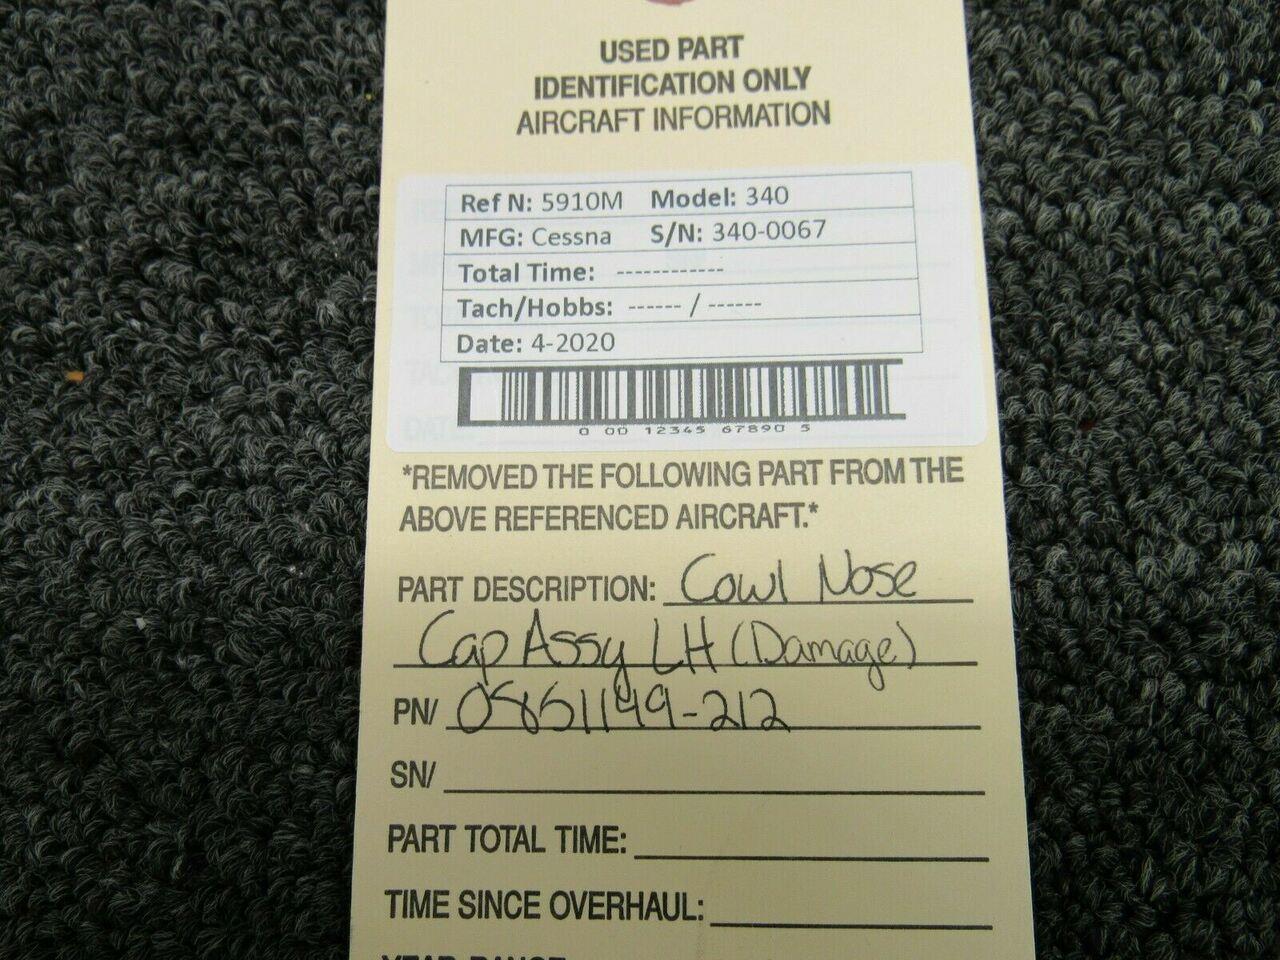 USED PART
IDENTIFICATION ONLY
AIRCRAFT INFORMATION
Ref N: 5910M Model: 340
MFG: Cessna S/N: 340-0067
Total Time: ------------
Tach/Hobbs: ------ / ------
Date: 4-2020
0 00 12345 67890 5
*REMOVED THE FOLLOWING PART FROM THE
ABOVE REFERENCED AIRCRAFT.*
PART DESCRIPTION: Cowl Nose
Cap Assy LH (Damage)
PN/ 0851149-212
SN/
PART TOTAL TIME:
TIME SINCE OVERHAUL:
YEAR RANGE